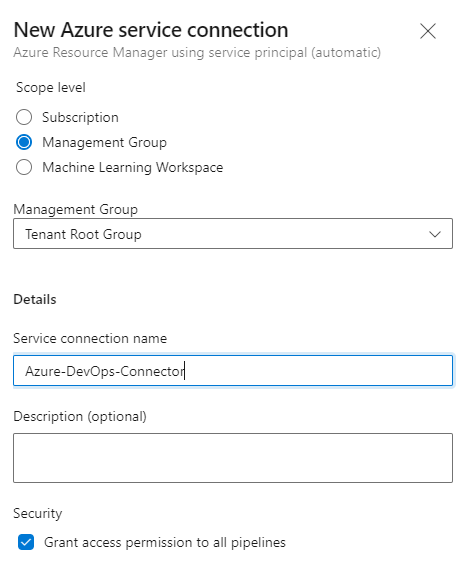 New Azure service connection
Azure Resource Manager using service principal (automatic)
Scope level
Subscription
Management Group
Machine Learning Workspace
Management Group
Tenant Root Group
Details
Service connection name
Azure-DevOps-Connector
Description (optional)
Security
Grant access permission to all pipelines